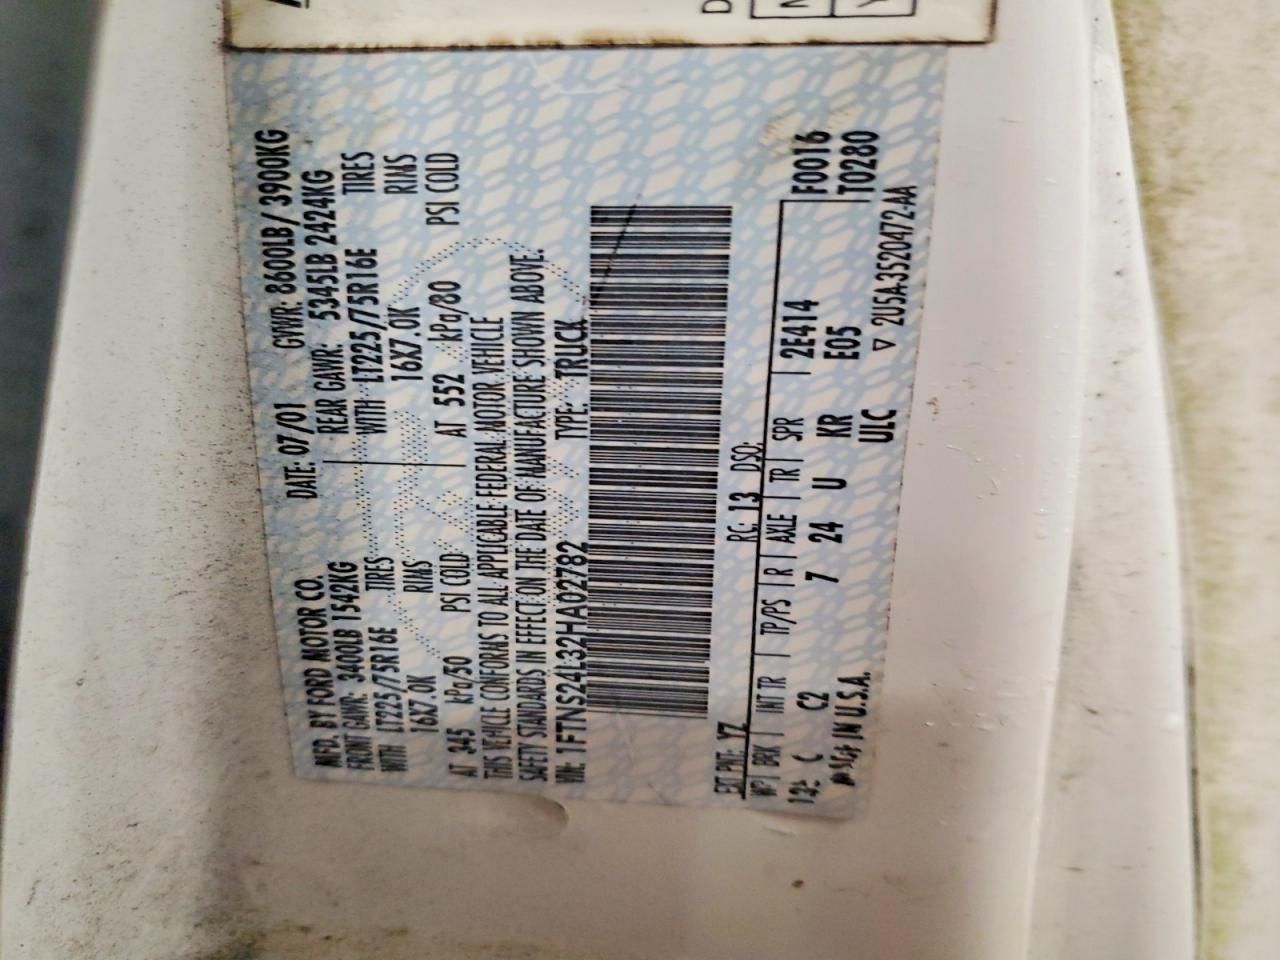 MFD. BY FORD MOTOR CO.
DATE: 07/01
GVWR: 8600LB / 3900KG
FRONT GAWR: 3400LB 1542KG
REAR GAWR: 5345LB 2424KG
WITH LT225/75R16E TIRES
WITH LT225/75R16E TIRES
16X7.0K RIMS
16X7.0K RIMS
AT 345 kPa/50 PSI COLD
AT 552 kPa/80 PSI COLD
THIS VEHICLE CONFORMS TO ALL APPLICABLE FEDERAL MOTOR VEHICLE
SAFETY STANDARDS IN EFFECT ON THE DATE OF MANUFACTURE SHOWN ABOVE.
VIN: 1FTNS24L32HA02782
TYPE: TRUCK
EXT PNT: YZ RC: 13 DSO:
F0016
WB BRK INT TR TP/PS R AXLE TR SPR 2E414 T0280
C C2 7 24 U KR E05
IN U.S.A. ULC ▽ 2U5A-3520472-AA